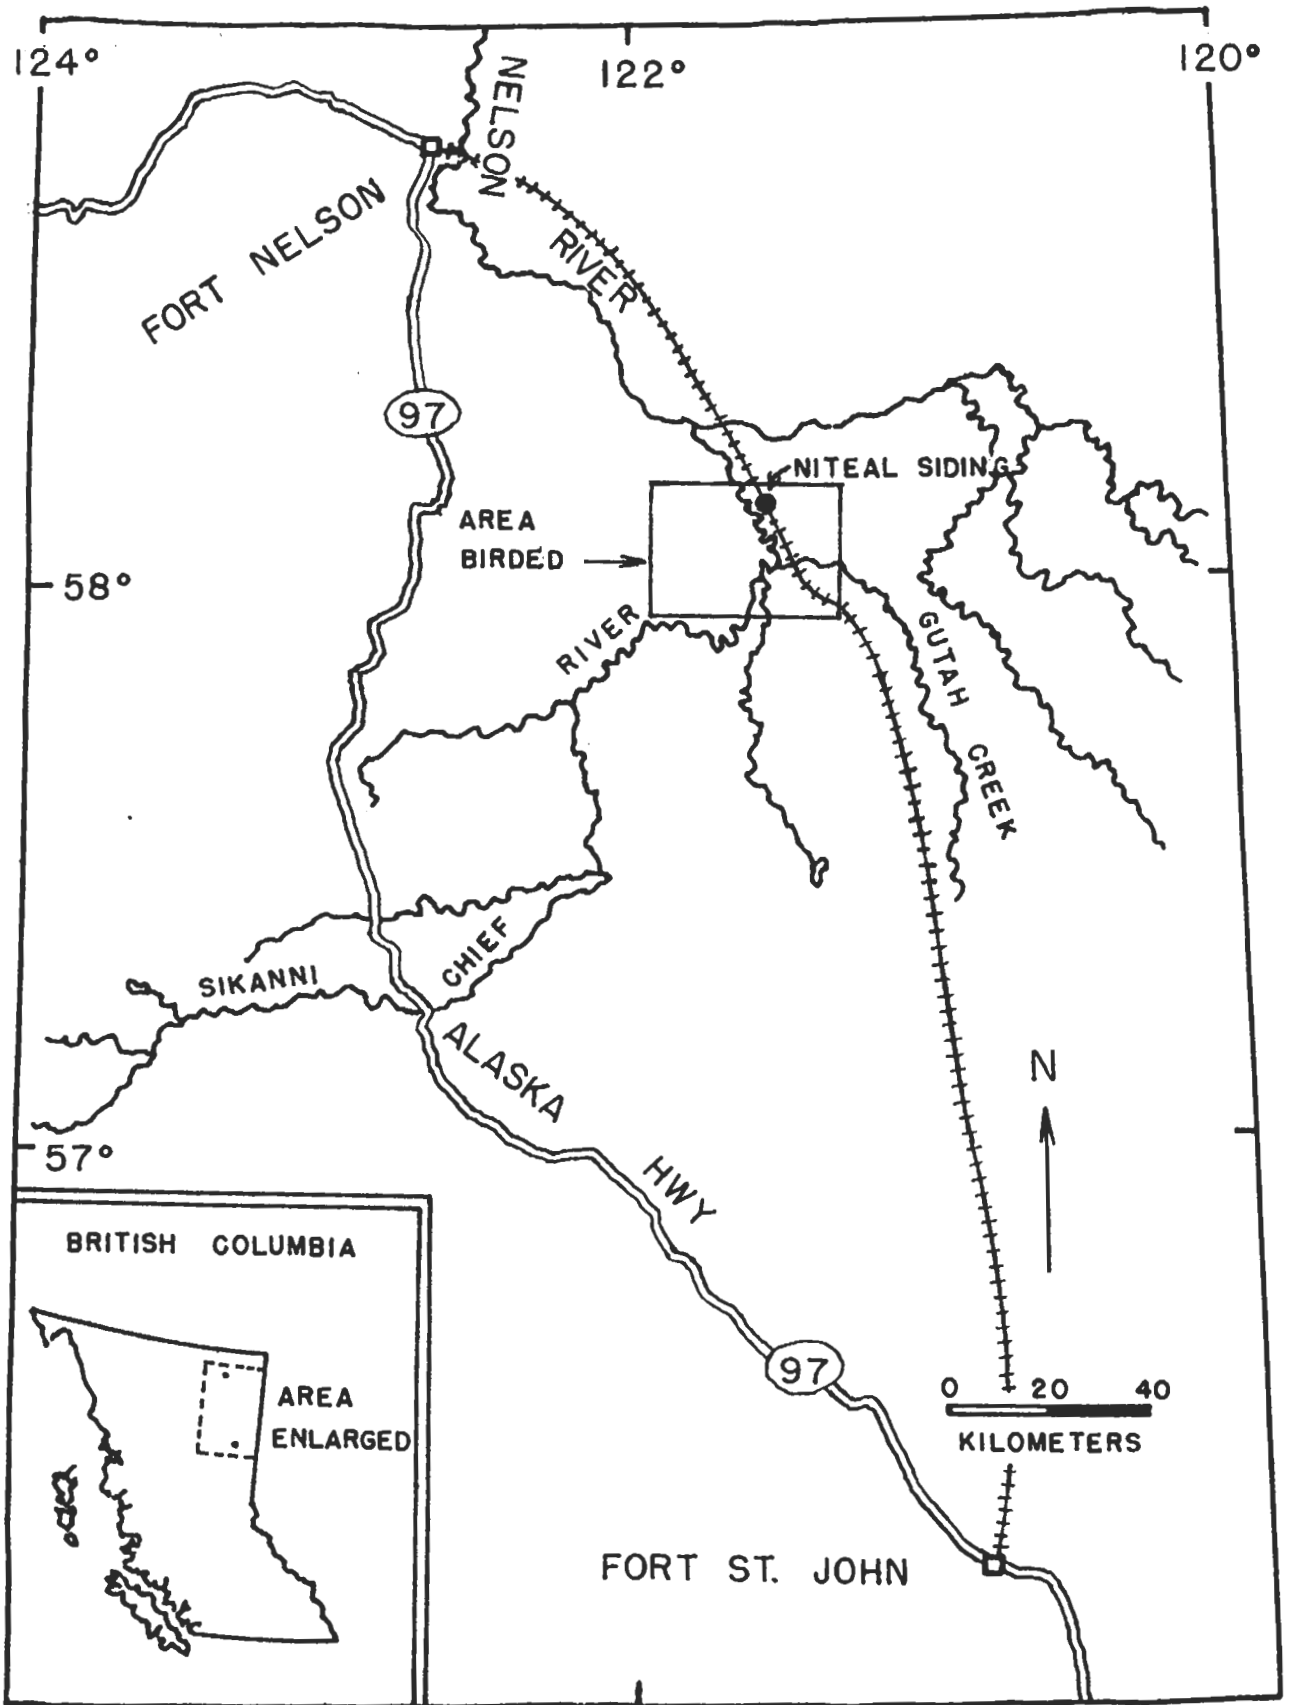 124°
122°
120°
NELSON
RIVER
FORT NELSON
97
NITEAL SIDING
AREA
BIRDED
58°
RIVER
GUTAH
CREEK
SIKANNI
CHIEF
ALASKA
HWY
N
57°
BRITISH COLUMBIA
AREA
ENLARGED
97
0 20 40
KILOMETERS
FORT ST. JOHN